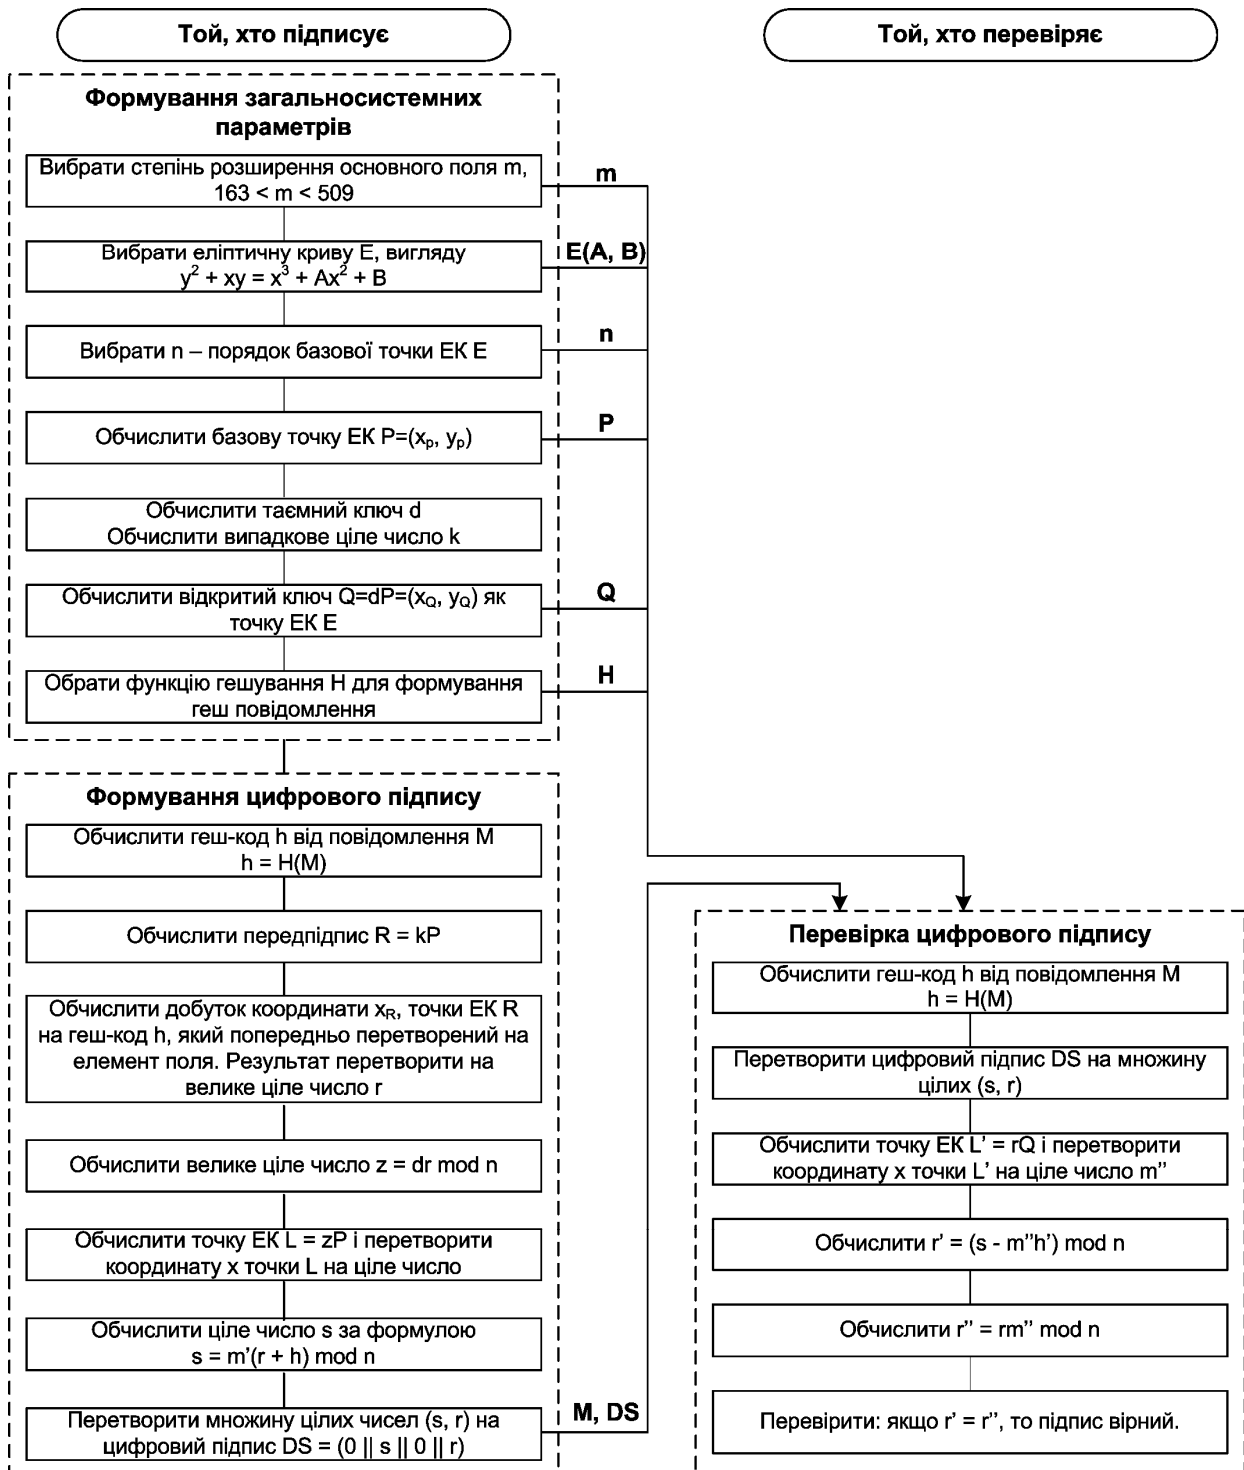 Той, хто підписує
Той, хто перевіряє
Формування загальносистемних
параметрів
Вибрати степінь розширення основного поля m,
163 < m < 509
m
Вибрати еліптичну криву E, вигляду
y² + xy = x³ + Ax² + B
E(A, B)
Вибрати n – порядок базової точки ЕК E
n
Обчислити базову точку ЕК P=(xₚ, yₚ)
P
Обчислити таємний ключ d
Обчислити випадкове ціле число k
Обчислити відкритий ключ Q=dP=(x_Q, y_Q) як
точку ЕК E
Q
Обрати функцію гешування H для формування
геш повідомлення
H
Формування цифрового підпису
Обчислити геш-код h від повідомлення M
h = H(M)
Обчислити передпідпис R = kP
Обчислити добуток координати x_R, точки ЕК R
на геш-код h, який попередньо перетворений на
елемент поля. Результат перетворити на
велике ціле число r
Обчислити велике ціле число z = dr mod n
Обчислити точку ЕК L = zP і перетворити
координату x точки L на ціле число
Обчислити ціле число s за формулою
s = m'(r + h) mod n
Перетворити множину цілих чисел (s, r) на
цифровий підпис DS = (0 || s || 0 || r)
M, DS
Перевірка цифрового підпису
Обчислити геш-код h від повідомлення M
h = H(M)
Перетворити цифровий підпис DS на множину
цілих (s, r)
Обчислити точку ЕК L' = rQ і перетворити
координату x точки L' на ціле число m''
Обчислити r' = (s - m''h') mod n
Обчислити r'' = rm'' mod n
Перевірити: якщо r' = r'', то підпис вірний.